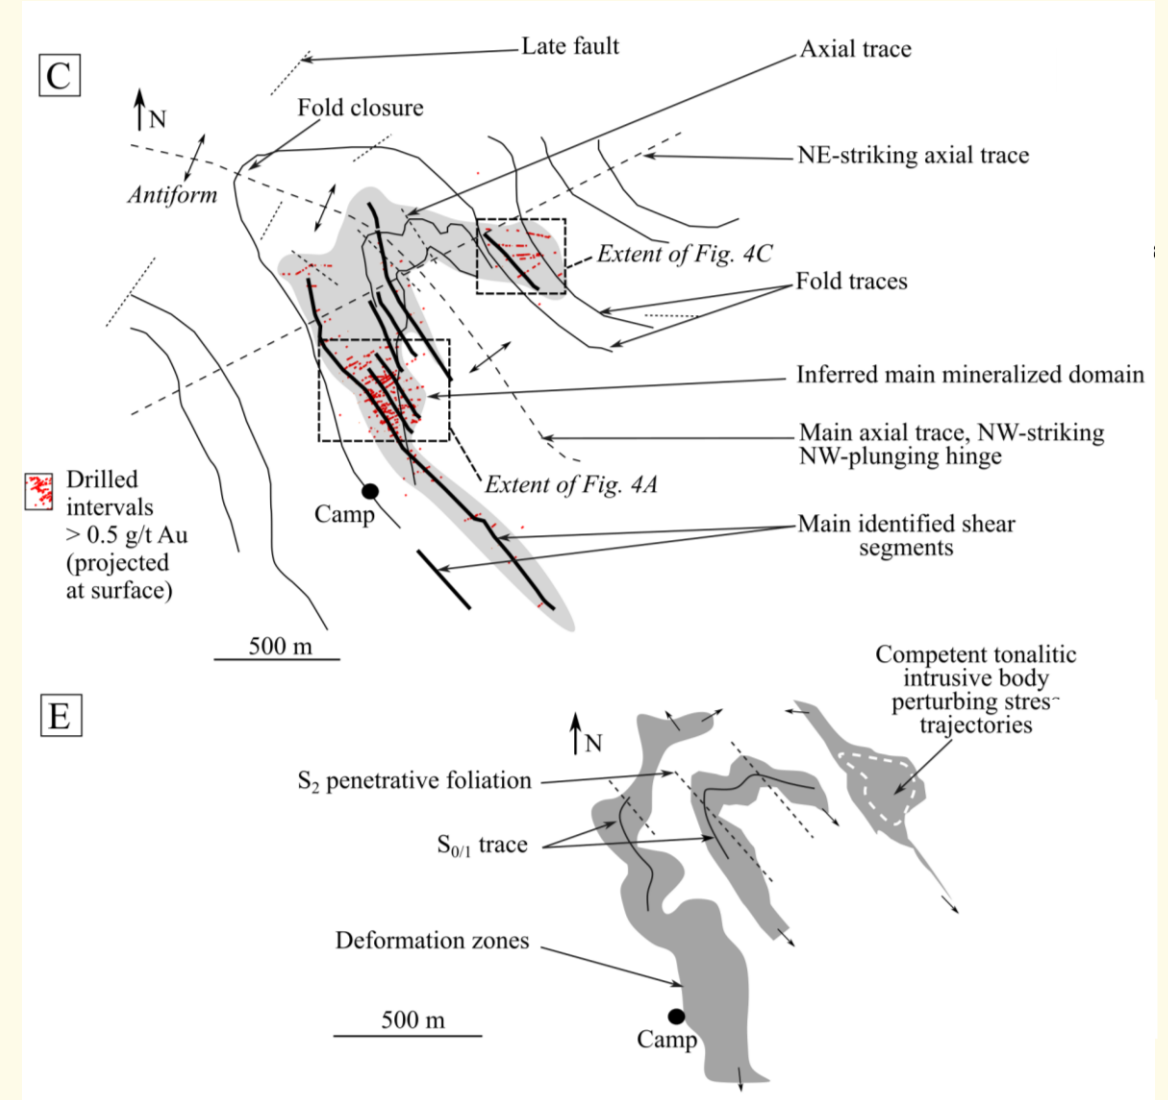 C
Late fault
Axial trace
N
Fold closure
NE-striking axial trace
Antiform
Extent of Fig. 4C
Fold traces
Inferred main mineralized domain
Main axial trace, NW-striking
NW-plunging hinge
Drilled
intervals
> 0.5 g/t Au
(projected
at surface)
Extent of Fig. 4A
Camp
Main identified shear
segments
500 m
Competent tonalitic
intrusive body
perturbing stres
trajectories
E
N
S2 penetrative foliation
S0/1 trace
Deformation zones
500 m
Camp